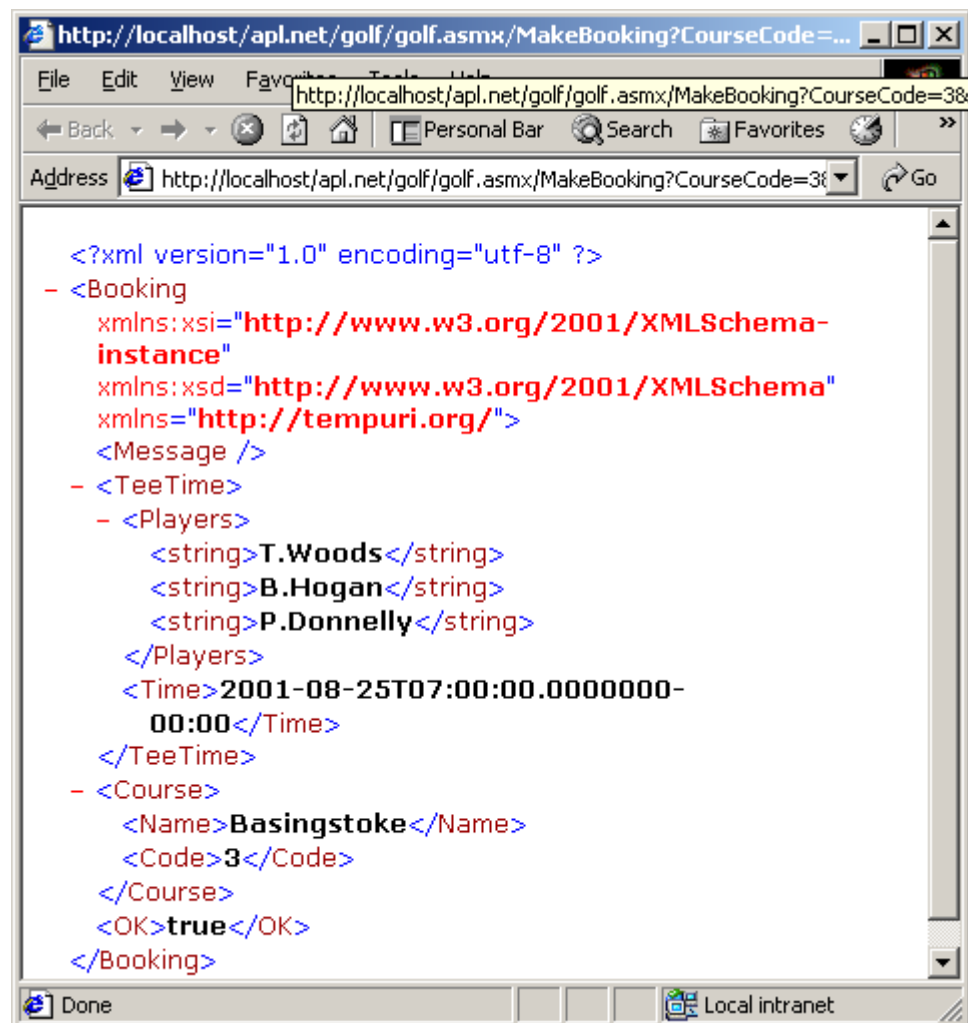 http://localhost/apl.net/golf/golf.asmx/MakeBooking?CourseCode=...
File Edit View
http://localhost/apl.net/golf/golf.asmx/MakeBooking?CourseCode=3&
Back Personal Bar Search Favorites »
Address http://localhost/apl.net/golf/golf.asmx/MakeBooking?CourseCode=3& Go
<?xml version="1.0" encoding="utf-8" ?>
– <Booking
xmlns:xsi="http://www.w3.org/2001/XMLSchema-
instance"
xmlns:xsd="http://www.w3.org/2001/XMLSchema"
xmlns="http://tempuri.org/">
<Message />
– <TeeTime>
– <Players>
<string>T.Woods</string>
<string>B.Hogan</string>
<string>P.Donnelly</string>
</Players>
<Time>2001-08-25T07:00:00.0000000-
00:00</Time>
</TeeTime>
– <Course>
<Name>Basingstoke</Name>
<Code>3</Code>
</Course>
<OK>true</OK>
</Booking>
Done Local intranet